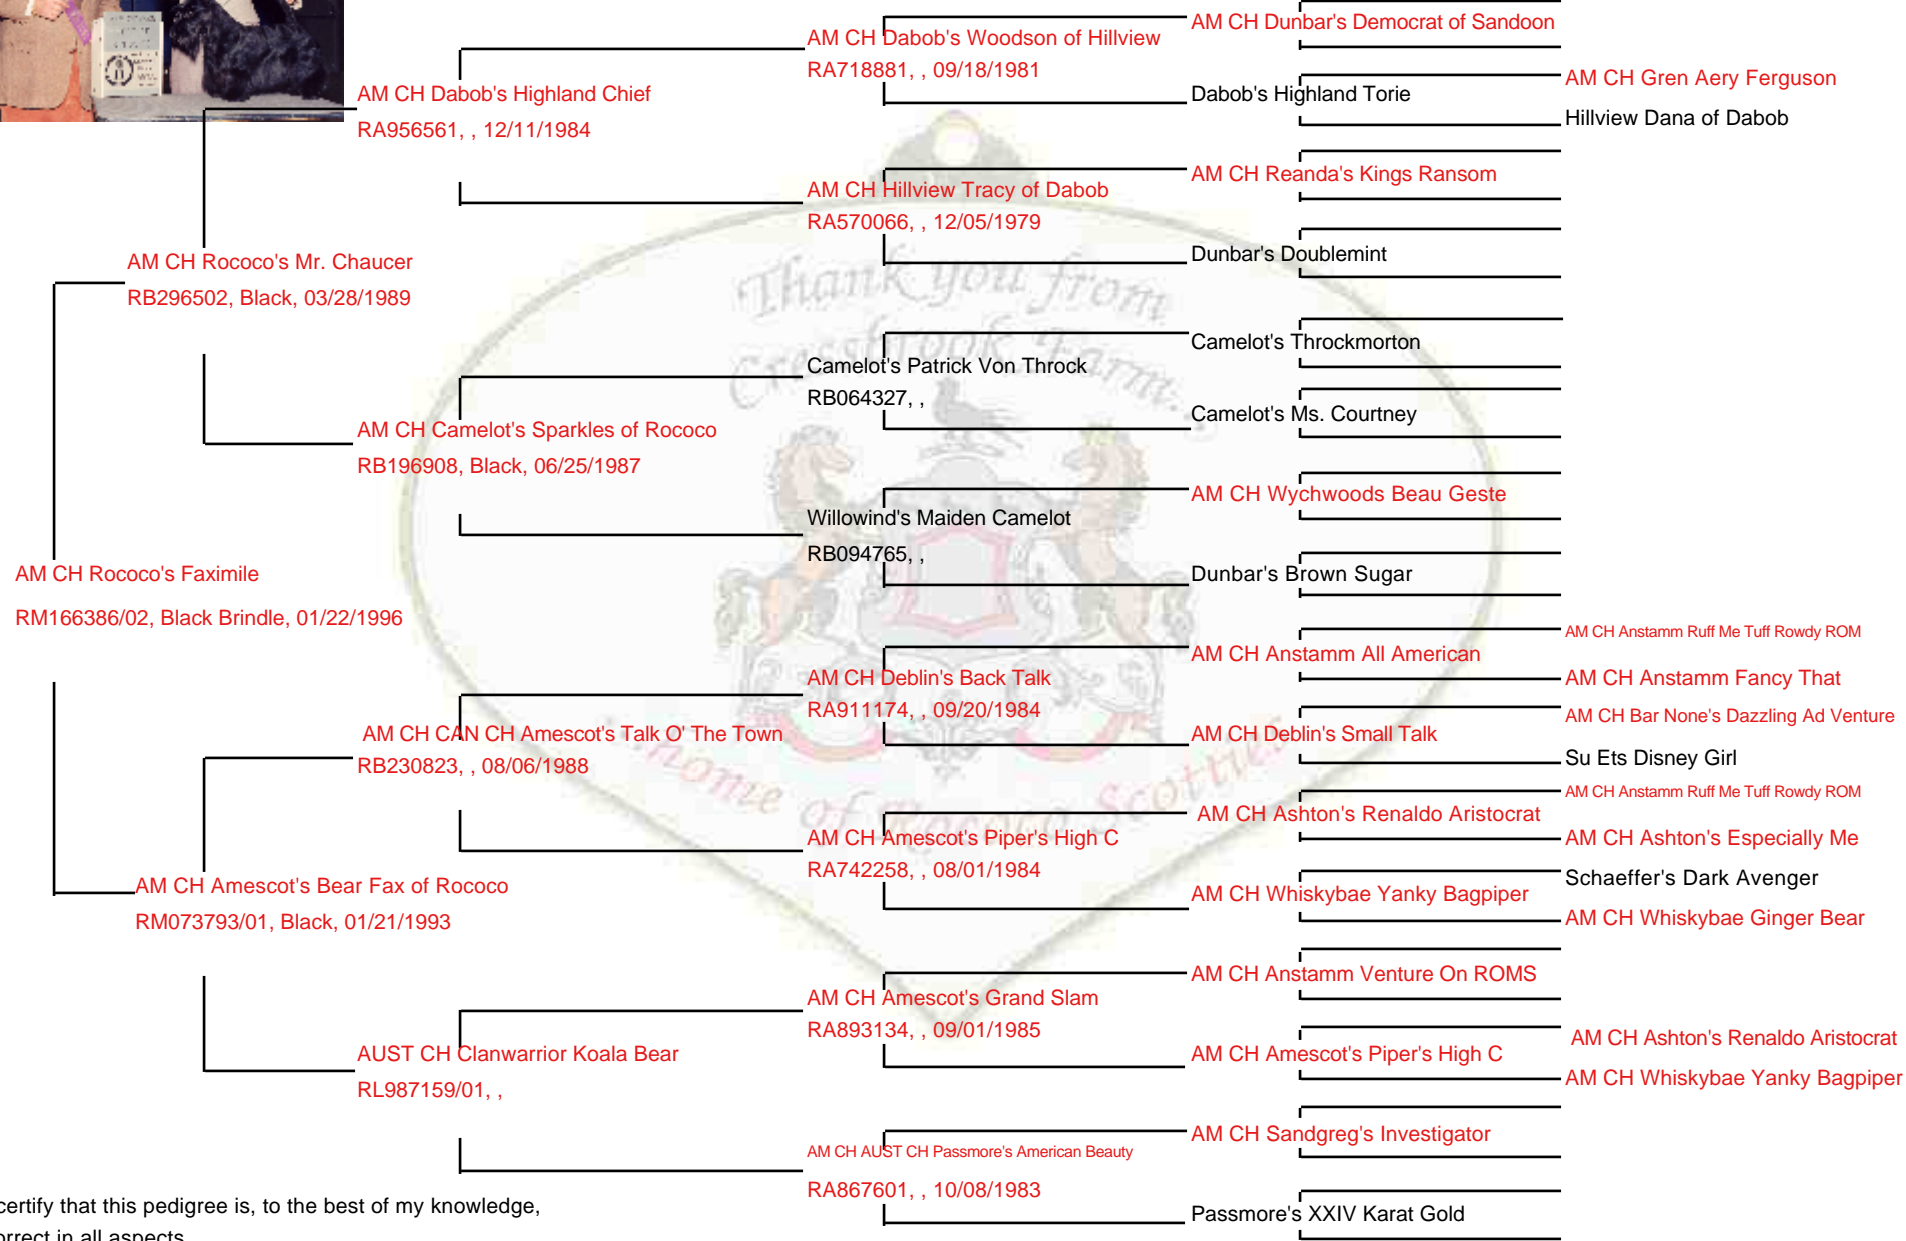 AM CH Dunbar's Democrat of Sandoon
AM CH Dabob's Woodson of Hillview
RA718881, , 09/18/1981
AM CH Gren Aery Ferguson
AM CH Dabob's Highland Chief
Dabob's Highland Torie
Hillview Dana of Dabob
RA956561, , 12/11/1984
AM CH Reanda's Kings Ransom
AM CH Hillview Tracy of Dabob
RA570066, , 12/05/1979
Dunbar's Doublemint
AM CH Rococo's Mr. Chaucer
RB296502, Black, 03/28/1989
Thank you from
Cressbrook Farm...
Camelot's Throckmorton
Camelot's Patrick Von Throck
RB064327, ,
Camelot's Ms. Courtney
AM CH Camelot's Sparkles of Rococo
RB196908, Black, 06/25/1987
AM CH Wychwoods Beau Geste
Willowind's Maiden Camelot
RB094765, ,
AM CH Rococo's Faximile
Dunbar's Brown Sugar
RM166386/02, Black Brindle, 01/22/1996
AM CH Anstamm Ruff Me Tuff Rowdy ROM
AM CH Anstamm All American
AM CH Deblin's Back Talk
AM CH Anstamm Fancy That
RA911174, , 09/20/1984
AM CH Bar None's Dazzling Ad Venture
AM CH CAN CH Amescot's Talk O' The Town
AM CH Deblin's Small Talk
RB230823, , 08/06/1988
Su Ets Disney Girl
...home of Rococo Scotties
AM CH Anstamm Ruff Me Tuff Rowdy ROM
AM CH Ashton's Renaldo Aristocrat
AM CH Amescot's Piper's High C
AM CH Ashton's Especially Me
RA742258, , 08/01/1984
Schaeffer's Dark Avenger
AM CH Amescot's Bear Fax of Rococo
AM CH Whiskybae Yanky Bagpiper
RM073793/01, Black, 01/21/1993
AM CH Whiskybae Ginger Bear
AM CH Anstamm Venture On ROMS
AM CH Amescot's Grand Slam
RA893134, , 09/01/1985
AM CH Ashton's Renaldo Aristocrat
AUST CH Clanwarrior Koala Bear
AM CH Amescot's Piper's High C
RL987159/01, ,
AM CH Whiskybae Yanky Bagpiper
AM CH Sandgreg's Investigator
AM CH AUST CH Passmore's American Beauty
RA867601, , 10/08/1983
certify that this pedigree is, to the best of my knowledge,
Passmore's XXIV Karat Gold
orrect in all aspects